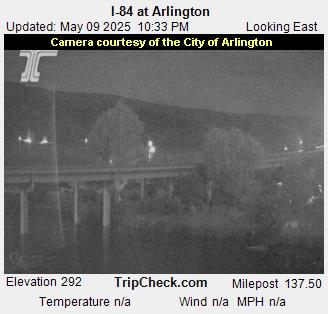 I-84 at Arlington
Updated: May 09 2025 10:33 PM Looking East
Camera courtesy of the City of Arlington
Elevation 292 TripCheck.com Milepost 137.50
Temperature n/a Wind n/a MPH n/a